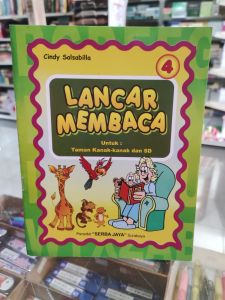 Cindy Salsabilla
4
LANCAR
MEMBACA
Untuk :
Taman Kanak-kanak dan SD
Penerbit "SERBA JAYA" Surabaya